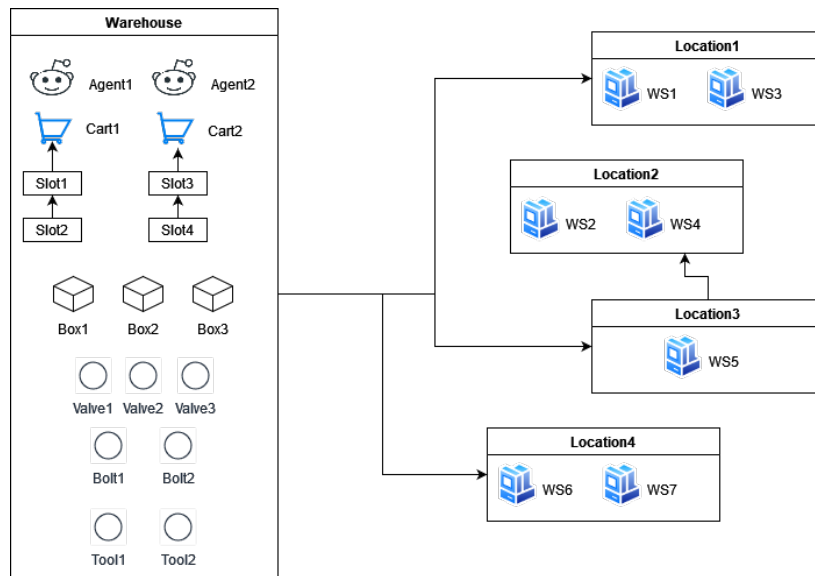 Warehouse
Agent1
Agent2
Cart1
Cart2
Slot1
Slot3
Slot2
Slot4
Box1
Box2
Box3
Valve1
Valve2
Valve3
Bolt1
Bolt2
Tool1
Tool2
Location1
WS1
WS3
Location2
WS2
WS4
Location3
WS5
Location4
WS6
WS7